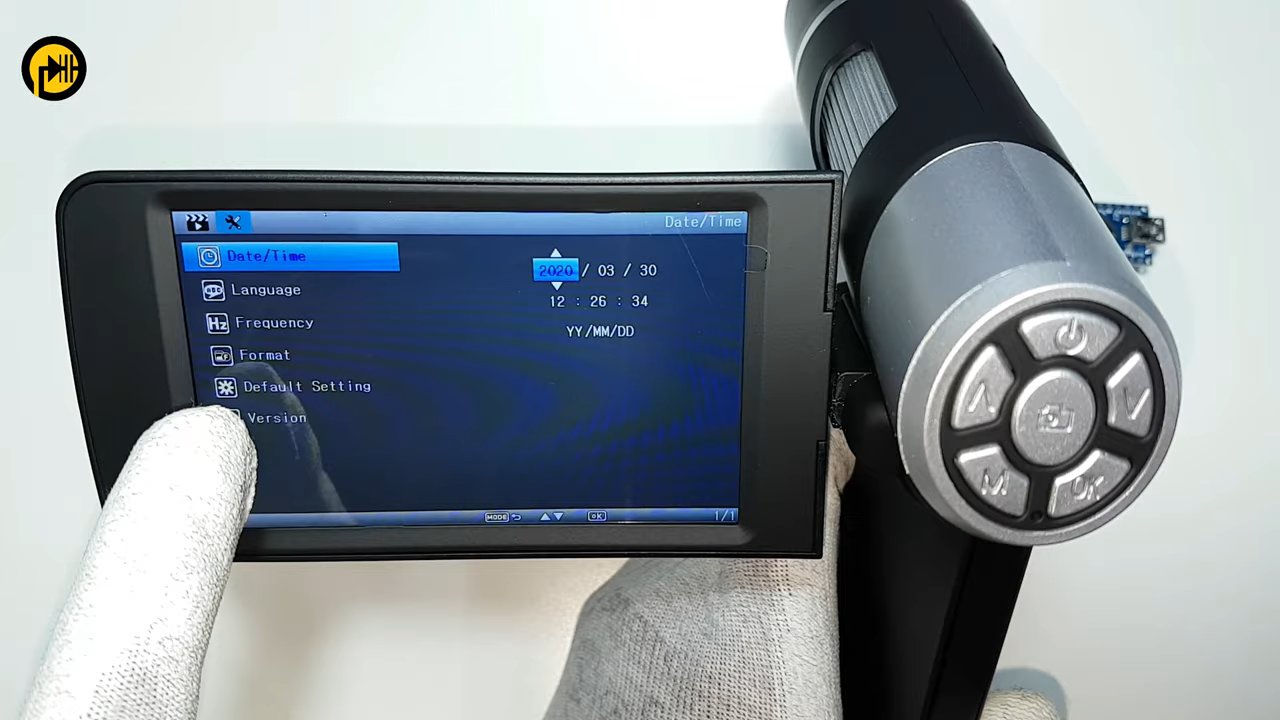 Date/Time
Date/Time
2020 / 03 / 30
Language
12 : 26 : 34
Hz Frequency
YY/MM/DD
Format
Default Setting
Version
MODE OK 1/1
M OK